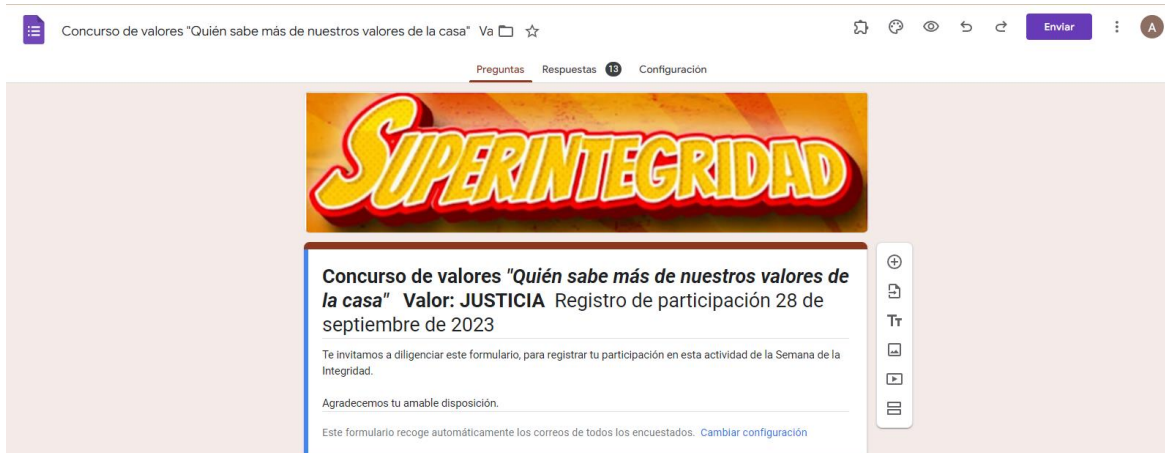 Concurso de valores "Quién sabe más de nuestros valores de la casa" Va
Enviar
A
Preguntas Respuestas 13 Configuración
SUPERINTEGRIDAD
Concurso de valores "Quién sabe más de nuestros valores de
la casa" Valor: JUSTICIA Registro de participación 28 de
septiembre de 2023
Te invitamos a diligenciar este formulario, para registrar tu participación en esta actividad de la Semana de la
Integridad.
Agradecemos tu amable disposición.
Este formulario recoge automáticamente los correos de todos los encuestados. Cambiar configuración
Tт